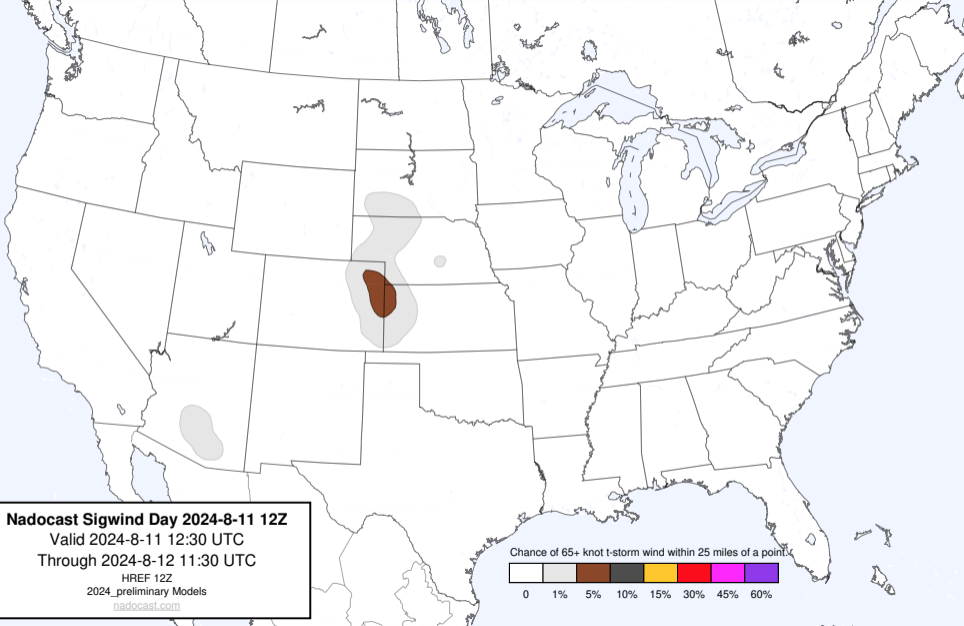 Nadocast Sigwind Day 2024-8-11 12Z
Valid 2024-8-11 12:30 UTC
Through 2024-8-12 11:30 UTC
HREF 12Z
2024_preliminary Models
nadocast.com
Chance of 65+ knot t-storm wind within 25 miles of a point.
0 1% 5% 10% 15% 30% 45% 60%